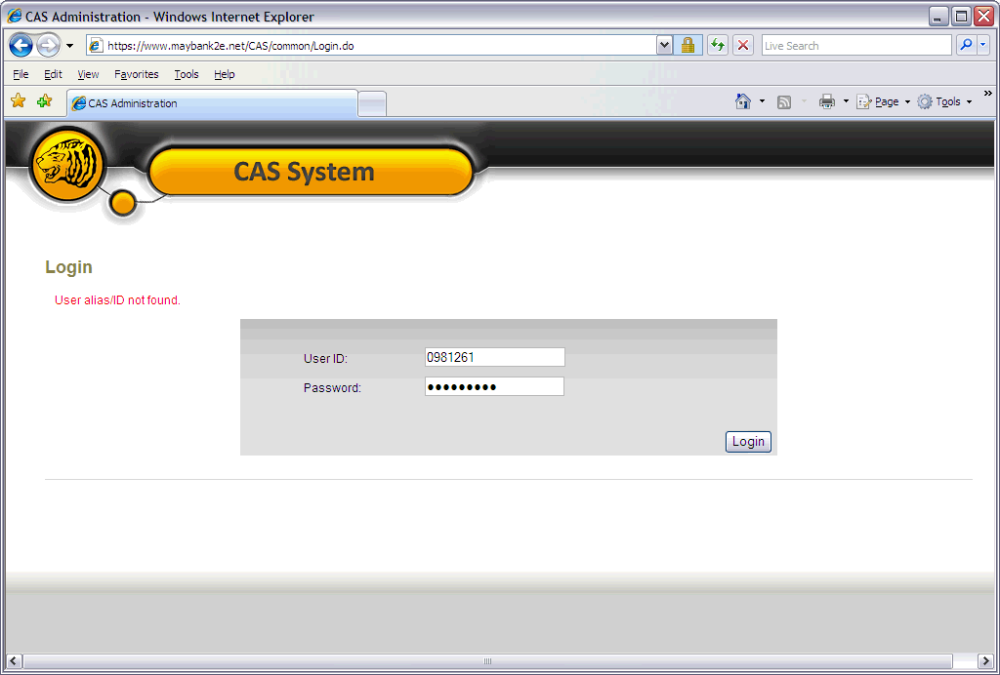 CAS Administration - Windows Internet Explorer
https://www.maybank2e.net/CAS/common/Login.do
Live Search
File Edit View Favorites Tools Help
CAS Administration
Page Tools »
CAS System
Login
User alias/ID not found.
User ID: 0981261
Password: ●●●●●●●●●
Login